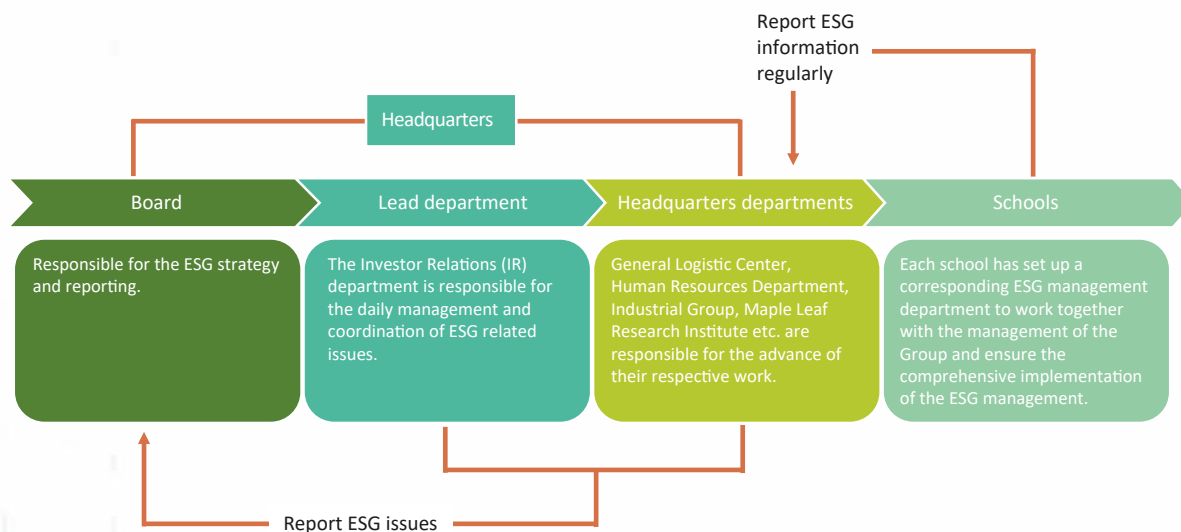 Report ESG
information
regularly
Headquarters
Board
Lead department
Headquarters departments
Schools
Responsible for the ESG strategy
and reporting.
The Investor Relations (IR)
department is responsible for
the daily management and
coordination of ESG related
issues.
General Logistic Center,
Human Resources Department,
Industrial Group, Maple Leaf
Research Institute etc. are
responsible for the advance of
their respective work.
Each school has set up a
corresponding ESG management
department to work together
with the management of the
Group and ensure the
comprehensive implementation
of the ESG management.
Report ESG issues